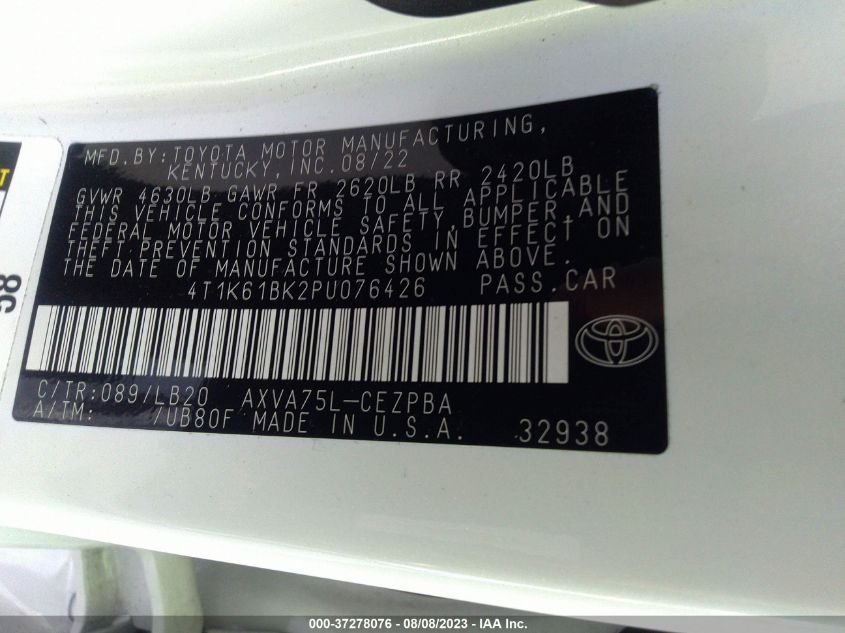 MFD.BY:TOYOTA MOTOR MANUFACTURING,
KENTUCKY, INC.08/22
GVWR 4630LB GAWR FR 2620LB RR 2420LB
THIS VEHICLE CONFORMS TO ALL APPLICABLE
FEDERAL MOTOR VEHICLE SAFETY,BUMPER,AND
THEFT PREVENTION STANDARDS IN EFFECT ON
THE DATE OF MANUFACTURE SHOWN ABOVE.
4T1K61BK2PU076426 PASS.CAR
C/TR:089/LB20 AXVA75L-CEZPBA
A/TM: /UB80F MADE IN U.S.A. 32938
000-37278076 - 08/08/2023 - IAA Inc.